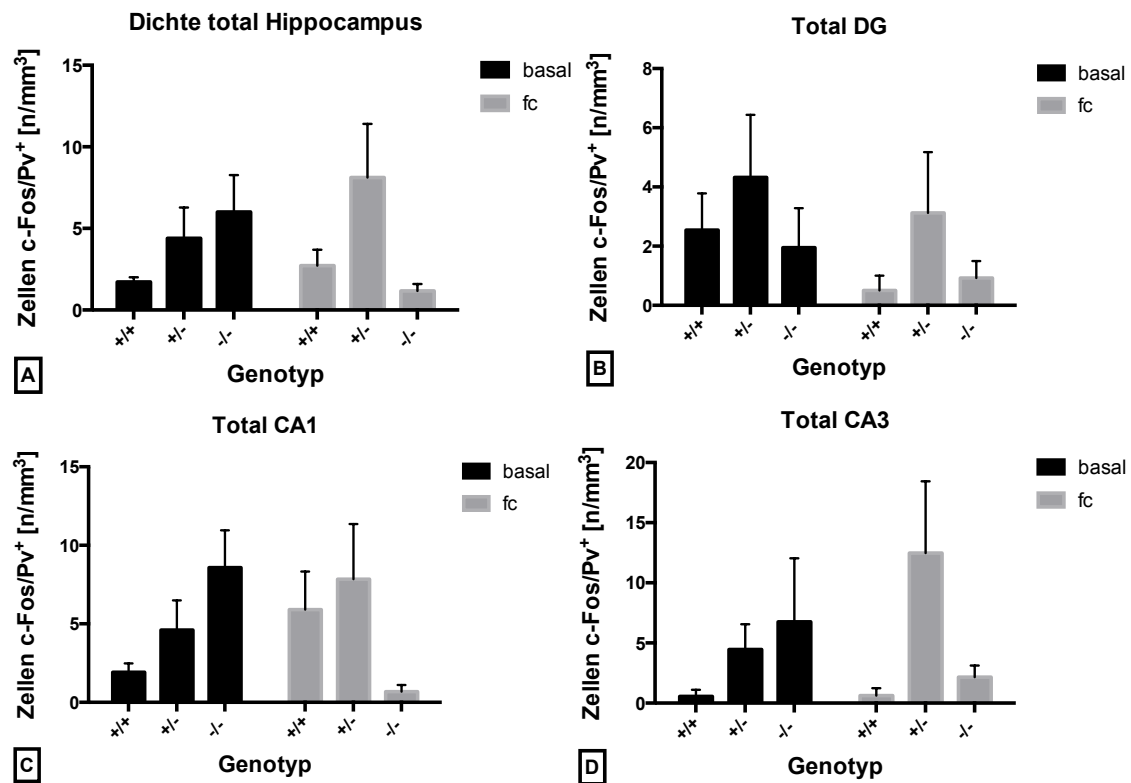 Dichte total Hippocampus
15
10
5
0
Zellen c-Fos/Pv⁺ [n/mm³]
+/+ +/- -/- +/+ +/- -/-
Genotyp
basal
fc
A
Total DG
8
6
4
2
0
Zellen c-Fos/Pv⁺ [n/mm³]
+/+ +/- -/- +/+ +/- -/-
Genotyp
basal
fc
B
Total CA1
15
10
5
0
Zellen c-Fos/Pv⁺ [n/mm³]
+/+ +/- -/- +/+ +/- -/-
Genotyp
basal
fc
C
Total CA3
20
15
10
5
0
Zellen c-Fos/Pv⁺ [n/mm³]
+/+ +/- -/- +/+ +/- -/-
Genotyp
basal
fc
D